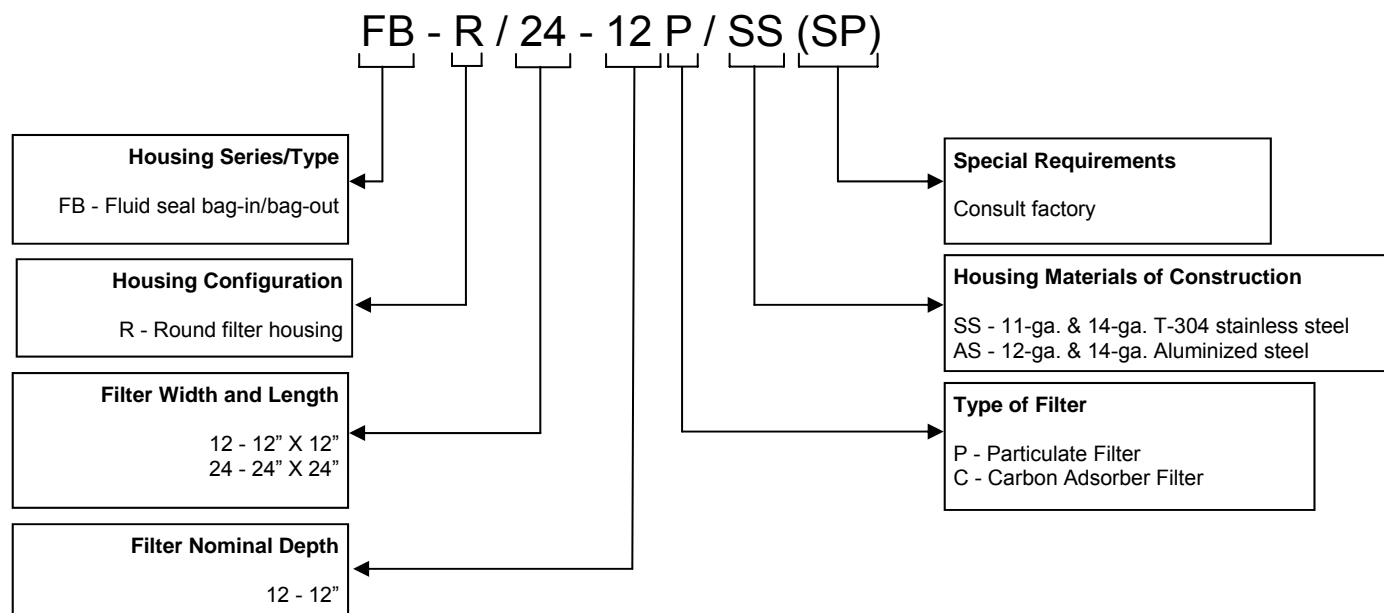 FB - R / 24 - 12 P / SS (SP)
Housing Series/Type
FB - Fluid seal bag-in/bag-out
Housing Configuration
R - Round filter housing
Filter Width and Length
12 - 12” X 12”
24 - 24” X 24”
Filter Nominal Depth
12 - 12”
Special Requirements
Consult factory
Housing Materials of Construction
SS - 11-ga. & 14-ga. T-304 stainless steel
AS - 12-ga. & 14-ga. Aluminized steel
Type of Filter
P - Particulate Filter
C - Carbon Adsorber Filter